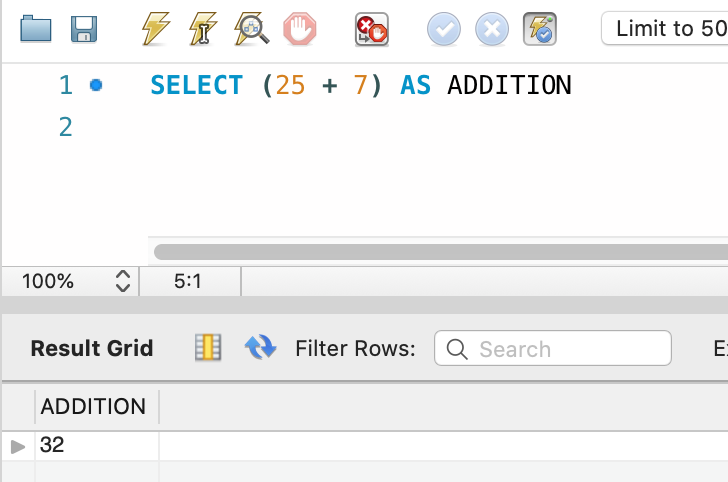 Limit to 50
1 SELECT (25 + 7) AS ADDITION
2
100% 5:1
Result Grid Filter Rows: Search
ADDITION
32